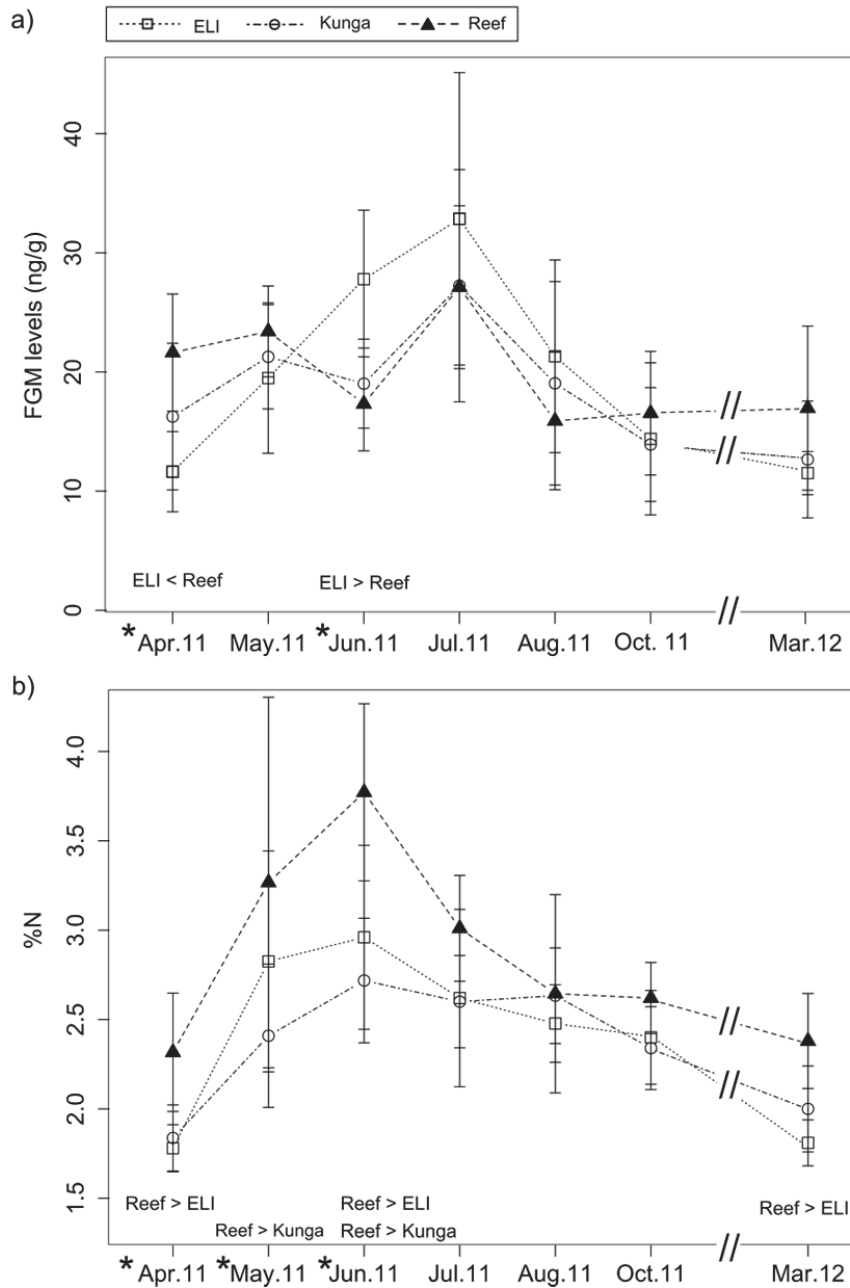 a)
ELI Kunga Reef
FGM levels (ng/g)
40
30
20
10
0
ELI < Reef
ELI > Reef
//
//
//
*Apr.11 May.11 *Jun.11 Jul.11 Aug.11 Oct. 11 Mar.12
b)
%N
4.0
3.5
3.0
2.5
2.0
1.5
//
//
Reef > ELI
Reef > Kunga
Reef > ELI
Reef > Kunga
Reef > ELI
//
*Apr.11 *May.11 *Jun.11 Jul.11 Aug.11 Oct.11 Mar.12